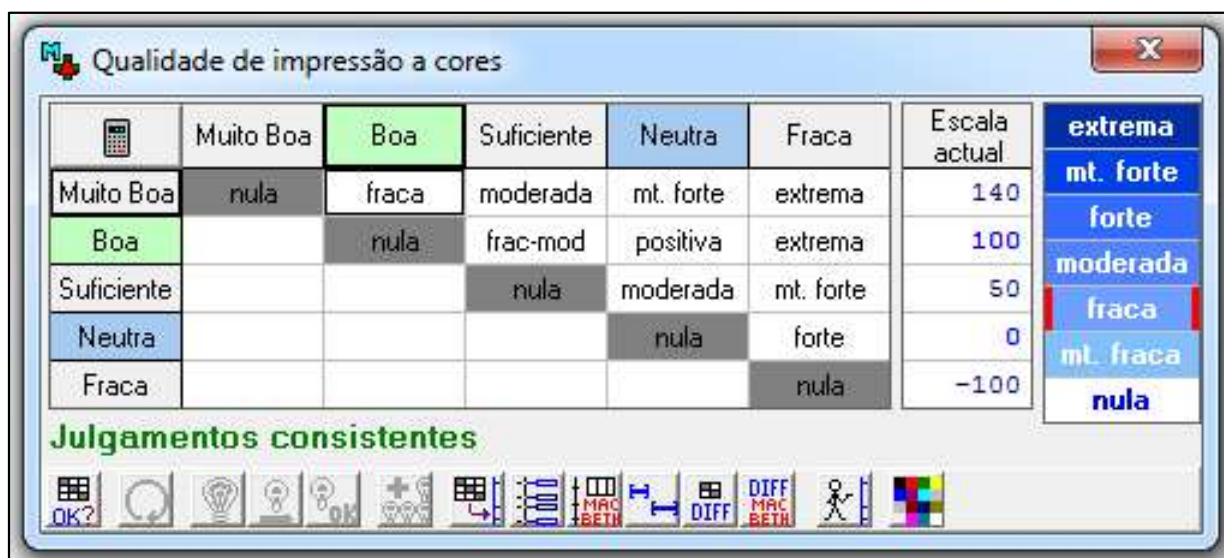 Qualidade de impressão a cores
Muito Boa Boa Suficiente Neutra Fraca Escala actual
Muito Boa nula fraca moderada mt. forte extrema 140
Boa nula frac-mod positiva extrema 100
Suficiente nula moderada mt. forte 50
Neutra nula forte 0
Fraca nula -100
extrema
mt. forte
forte
moderada
fraca
mt. fraca
nula
Julgamentos consistentes
OK? OK MAC BETH DIFF DIFF MAC BETH